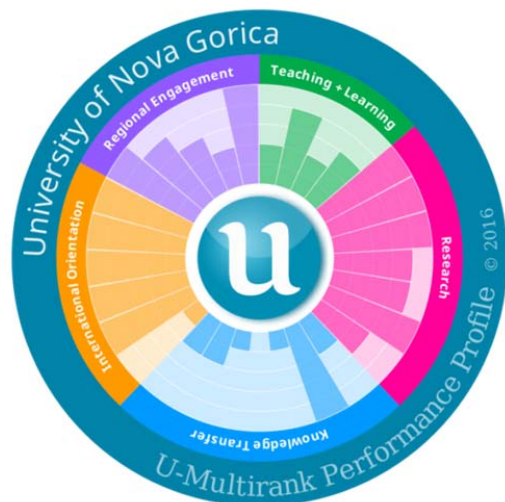 University of Nova Gorica
Teaching + Learning
Research
Knowledge Transfer
International Orientation
Regional Engagement
u
U-Multirank Performance Profile © 2016